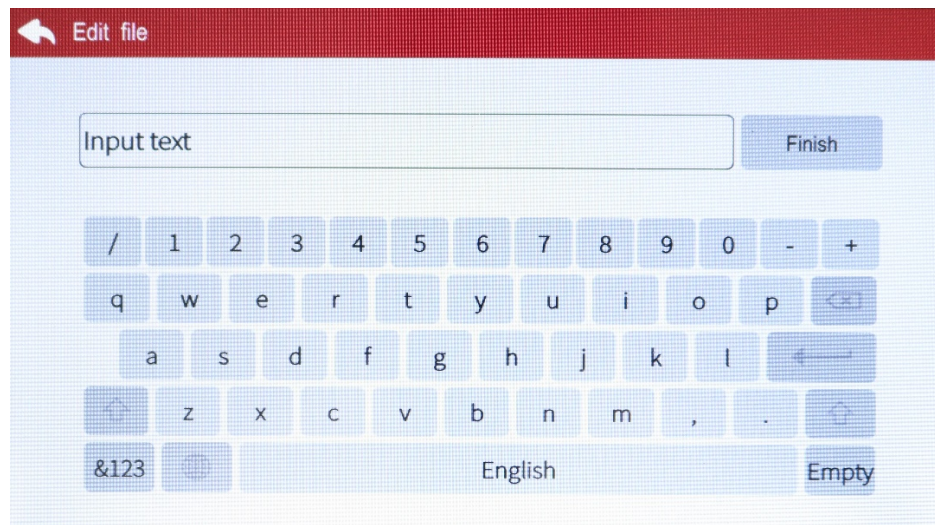 Edit file
Input text Finish
/ 1 2 3 4 5 6 7 8 9 0 - +
q w e r t y u i o p
a s d f g h j k l
z x c v b n m , .
&123 English Empty